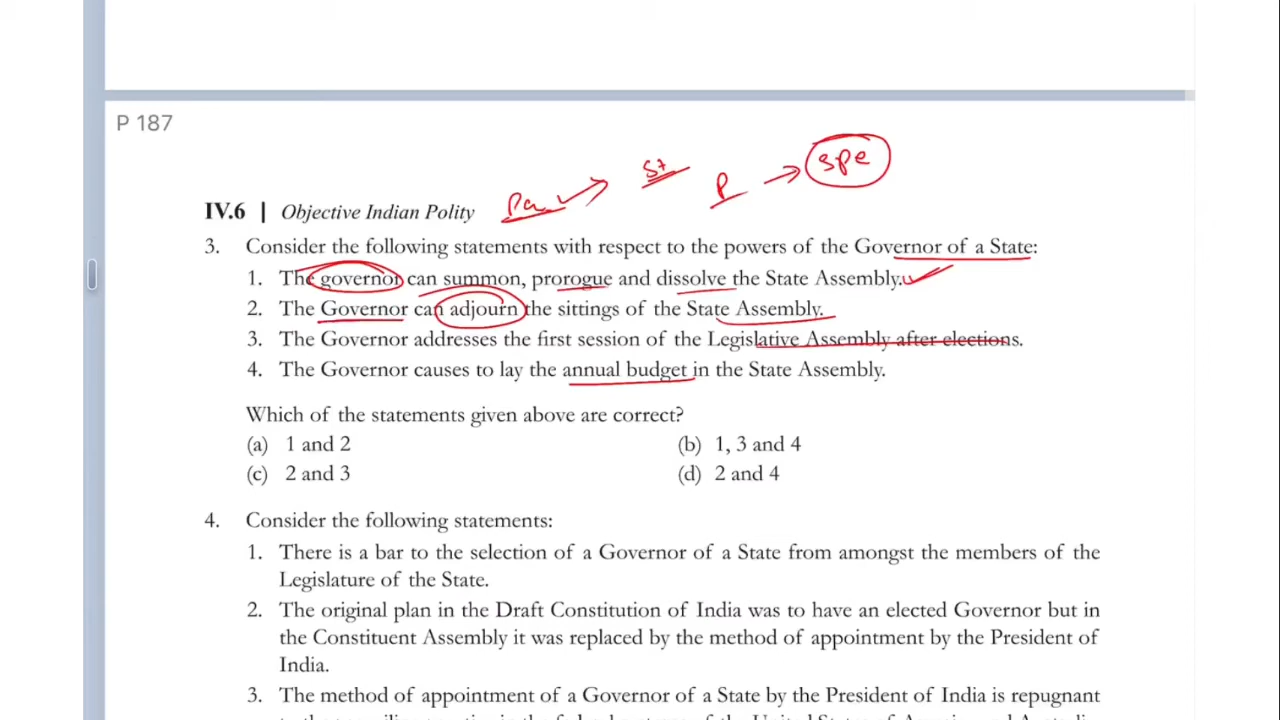 P 187
St
P → spe
Pa
IV.6 | Objective Indian Polity
3. Consider the following statements with respect to the powers of the Governor of a State:
1. The governor can summon, prorogue and dissolve the State Assembly.
2. The Governor can adjourn the sittings of the State Assembly.
3. The Governor addresses the first session of the Legislative Assembly after elections.
4. The Governor causes to lay the annual budget in the State Assembly.
Which of the statements given above are correct?
(a) 1 and 2 (b) 1, 3 and 4
(c) 2 and 3 (d) 2 and 4
4. Consider the following statements:
1. There is a bar to the selection of a Governor of a State from amongst the members of the
Legislature of the State.
2. The original plan in the Draft Constitution of India was to have an elected Governor but in
the Constituent Assembly it was replaced by the method of appointment by the President of
India.
3. The method of appointment of a Governor of a State by the President of India is repugnant